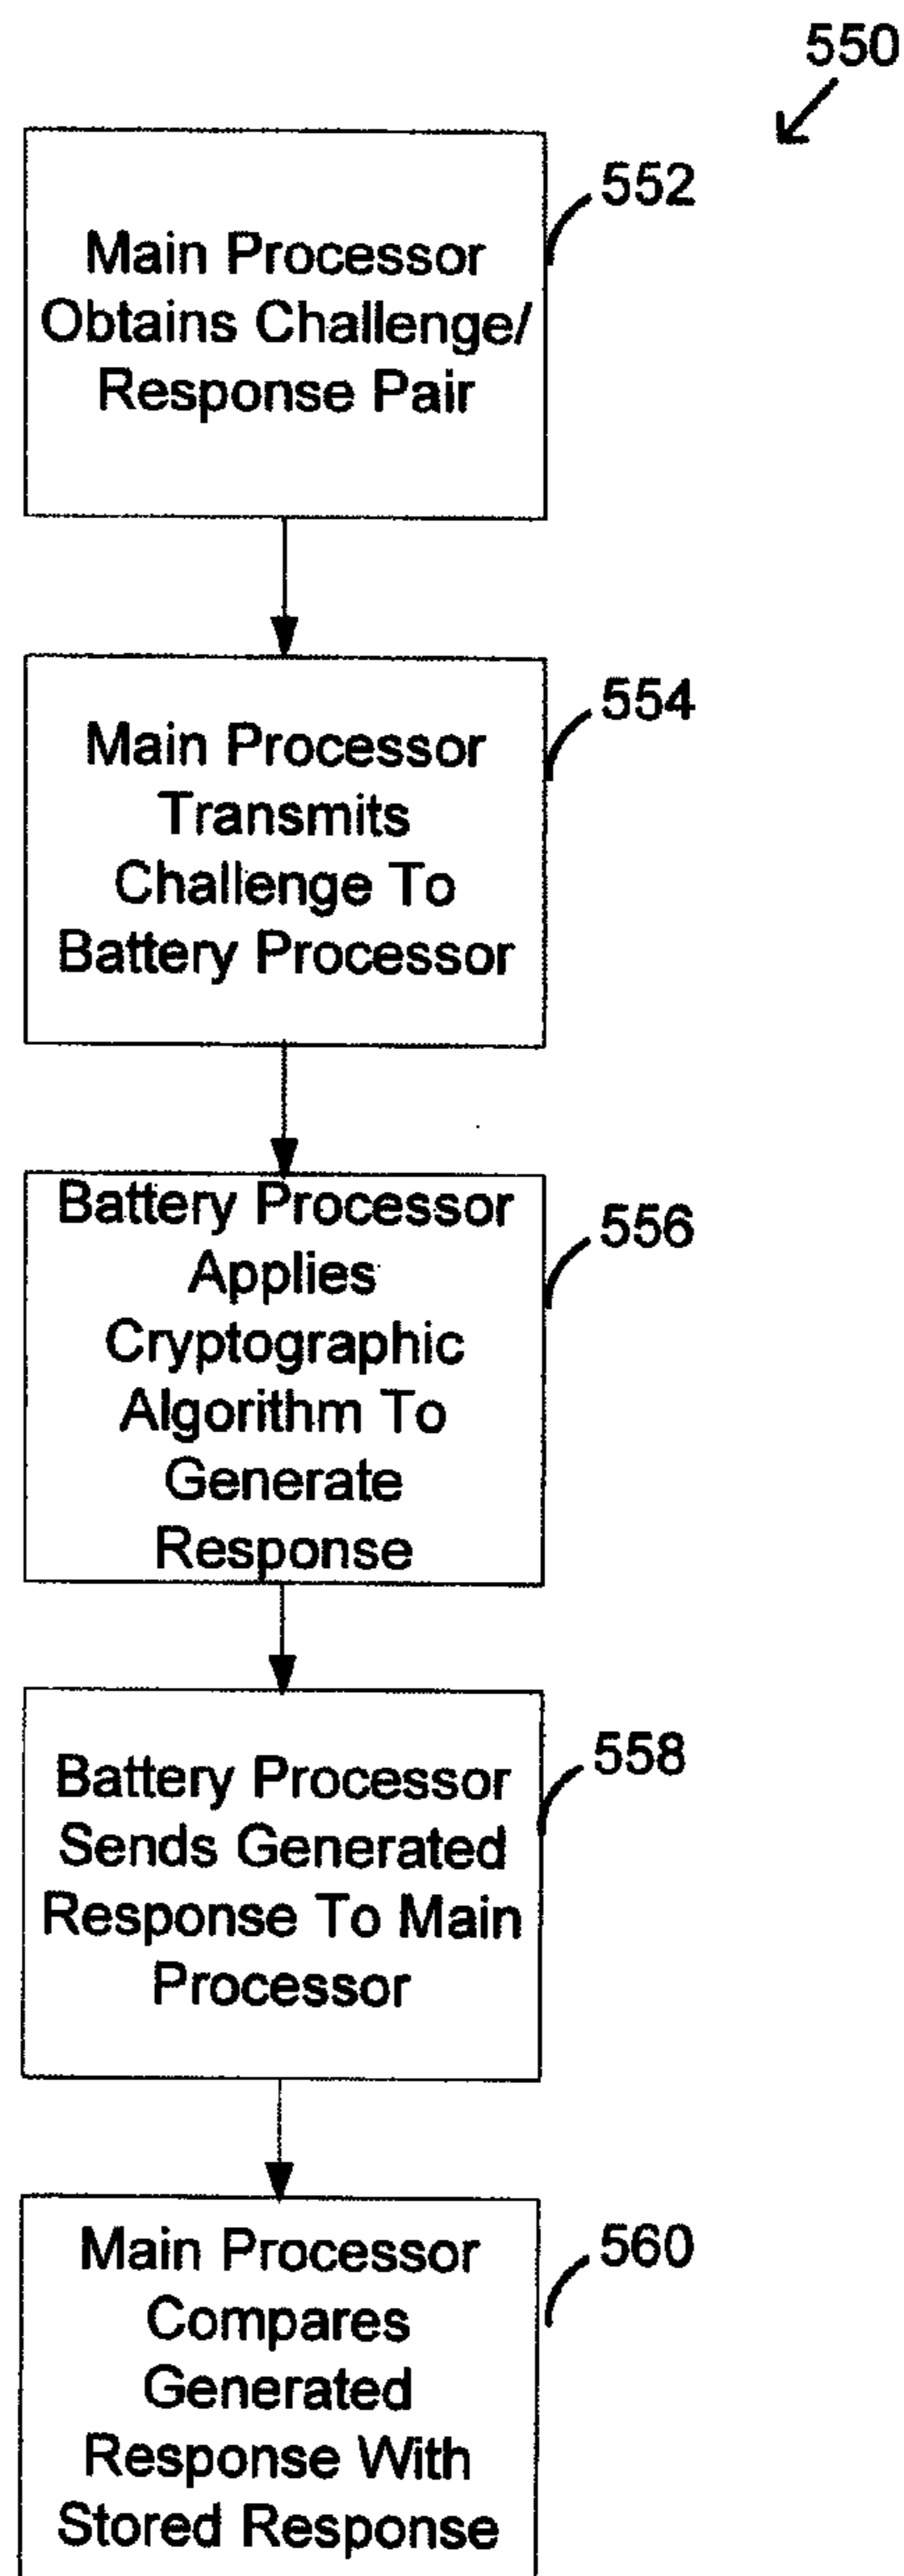 550
552
Main Processor
Obtains Challenge/
Response Pair
554
Main Processor
Transmits
Challenge To
Battery Processor
556
Battery Processor
Applies
Cryptographic
Algorithm To
Generate
Response
558
Battery Processor
Sends Generated
Response To Main
Processor
560
Main Processor
Compares
Generated
Response With
Stored Response